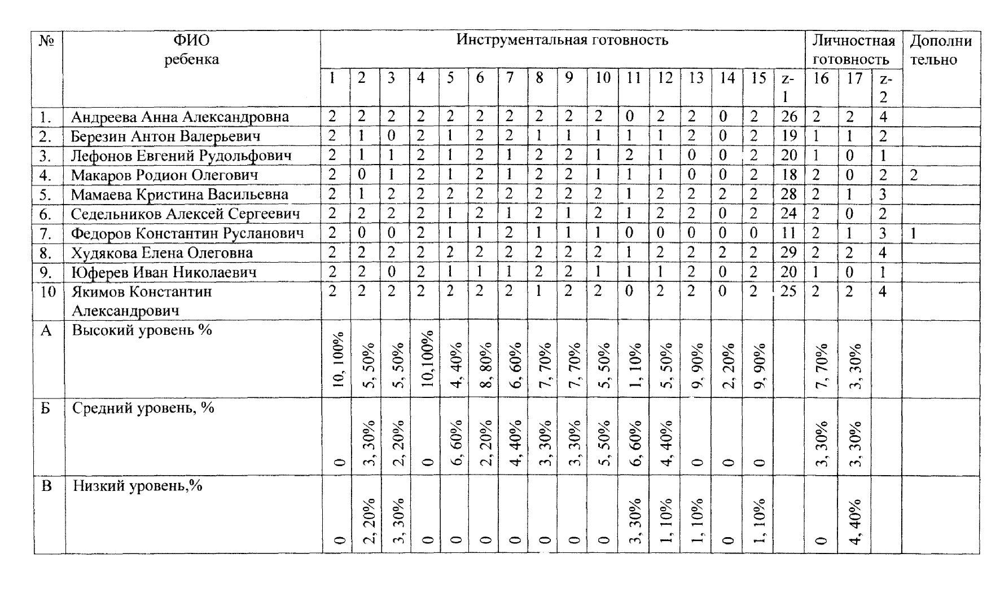 № ФИО Инструментальная готовность Личностная Дополни
ребенка готовность тельно
1 2 3 4 5 6 7 8 9 10 11 12 13 14 15 z- 16 17 z-
1 2
1. Андреева Анна Александровна 2 2 2 2 2 2 2 2 2 2 0 2 2 0 2 26 2 2 4
2. Березин Антон Валерьевич 2 1 0 2 1 2 2 1 1 1 1 1 2 0 2 19 1 1 2
3. Лефонов Евгений Рудольфович 2 1 1 2 1 2 1 2 2 1 2 1 0 0 2 20 1 0 1
4. Макаров Родион Олегович 2 0 1 2 1 2 1 2 2 1 1 1 0 0 2 18 2 0 2 2
5. Мамаева Кристина Васильевна 2 1 2 2 2 2 2 2 2 2 1 2 2 2 2 28 2 1 3
6. Седельников Алексей Сергеевич 2 2 2 2 1 2 1 2 1 2 1 2 2 0 2 24 2 0 2
7. Федоров Константин Русланович 2 0 0 2 1 1 2 1 1 1 0 0 0 0 0 11 2 1 3 1
8. Худякова Елена Олеговна 2 2 2 2 2 2 2 2 2 2 1 2 2 2 2 29 2 2 4
9. Юферев Иван Николаевич 2 2 0 2 1 1 1 2 2 1 1 1 2 0 2 20 1 0 1
10 Якимов Константин 2 2 2 2 2 2 2 1 2 2 0 2 2 0 2 25 2 2 4
Александрович
А Высокий уровень % 10, 100% 5, 50% 5, 50% 10,100% 4, 40% 8, 80% 6, 60% 7, 70% 7, 70% 5, 50% 1, 10% 5, 50% 9, 90% 2, 20% 9, 90% 7, 70% 3, 30%
Б Средний уровень, % 0 3, 30% 2, 20% 0 6, 60% 2, 20% 4, 40% 3, 30% 3, 30% 5, 50% 6, 60% 4, 40% 0 0 0 3, 30% 3, 30%
В Низкий уровень,% 0 2, 20% 3, 30% 0 0 0 0 0 0 0 3, 30% 1, 10% 1, 10% 0 1, 10% 0 4, 40%